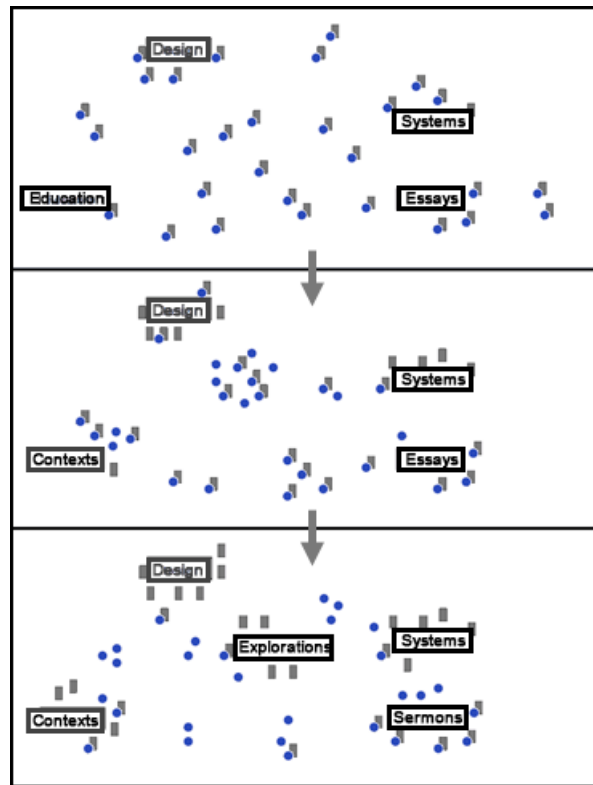 Design
Systems
Education
Essays
Design
Systems
Contexts
Essays
Design
Explorations
Systems
Contexts
Sermons